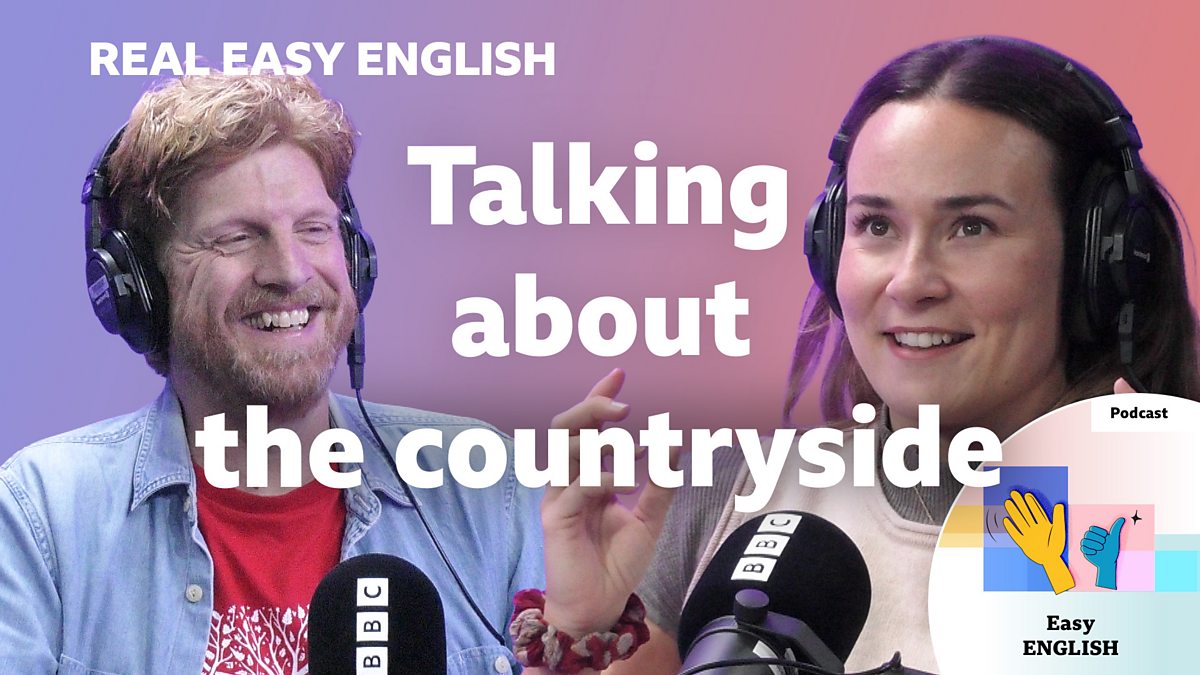 REAL EASY ENGLISH
Talking
about
the countryside
Podcast
Easy
ENGLISH
BBC
BBC